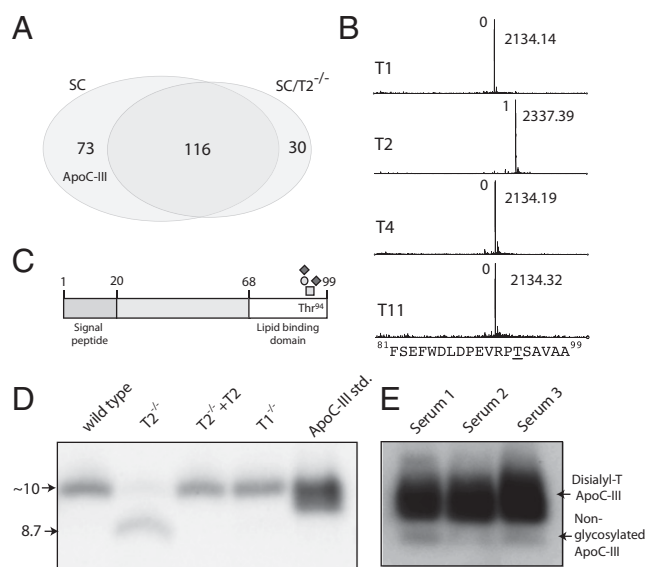 A
SC
SC/T2-/-
73
116
30
ApoC-III
B
T1
0
2134.14
T2
1
2337.39
T4
0
2134.19
T11
0
2134.32
81FSEFWDLDPEVRPTSAVAA99
C
1
20
68
99
Thr94
Signal
peptide
Lipid binding
domain
D
wild type
T2-/-
T2-/-+T2
T1-/-
ApoC-III std.
~10
8.7
E
Serum 1
Serum 2
Serum 3
Disialyl-T
ApoC-III
Non-
glycosylated
ApoC-III